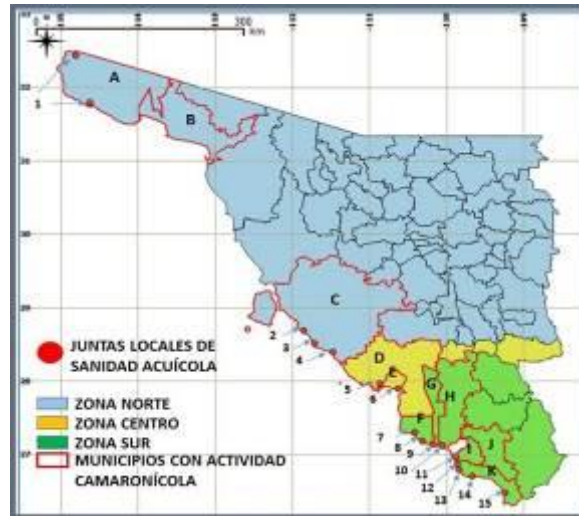 300
km
A
B
C
D
E
F
G
H
I
J
K
1
2
3
4
5
6
7
8
9
10
11
12
13
14
15
JUNTAS LOCALES DE
SANIDAD ACUÍCOLA
ZONA NORTE
ZONA CENTRO
ZONA SUR
MUNICIPIOS CON ACTIVIDAD
CAMARONÍCOLA